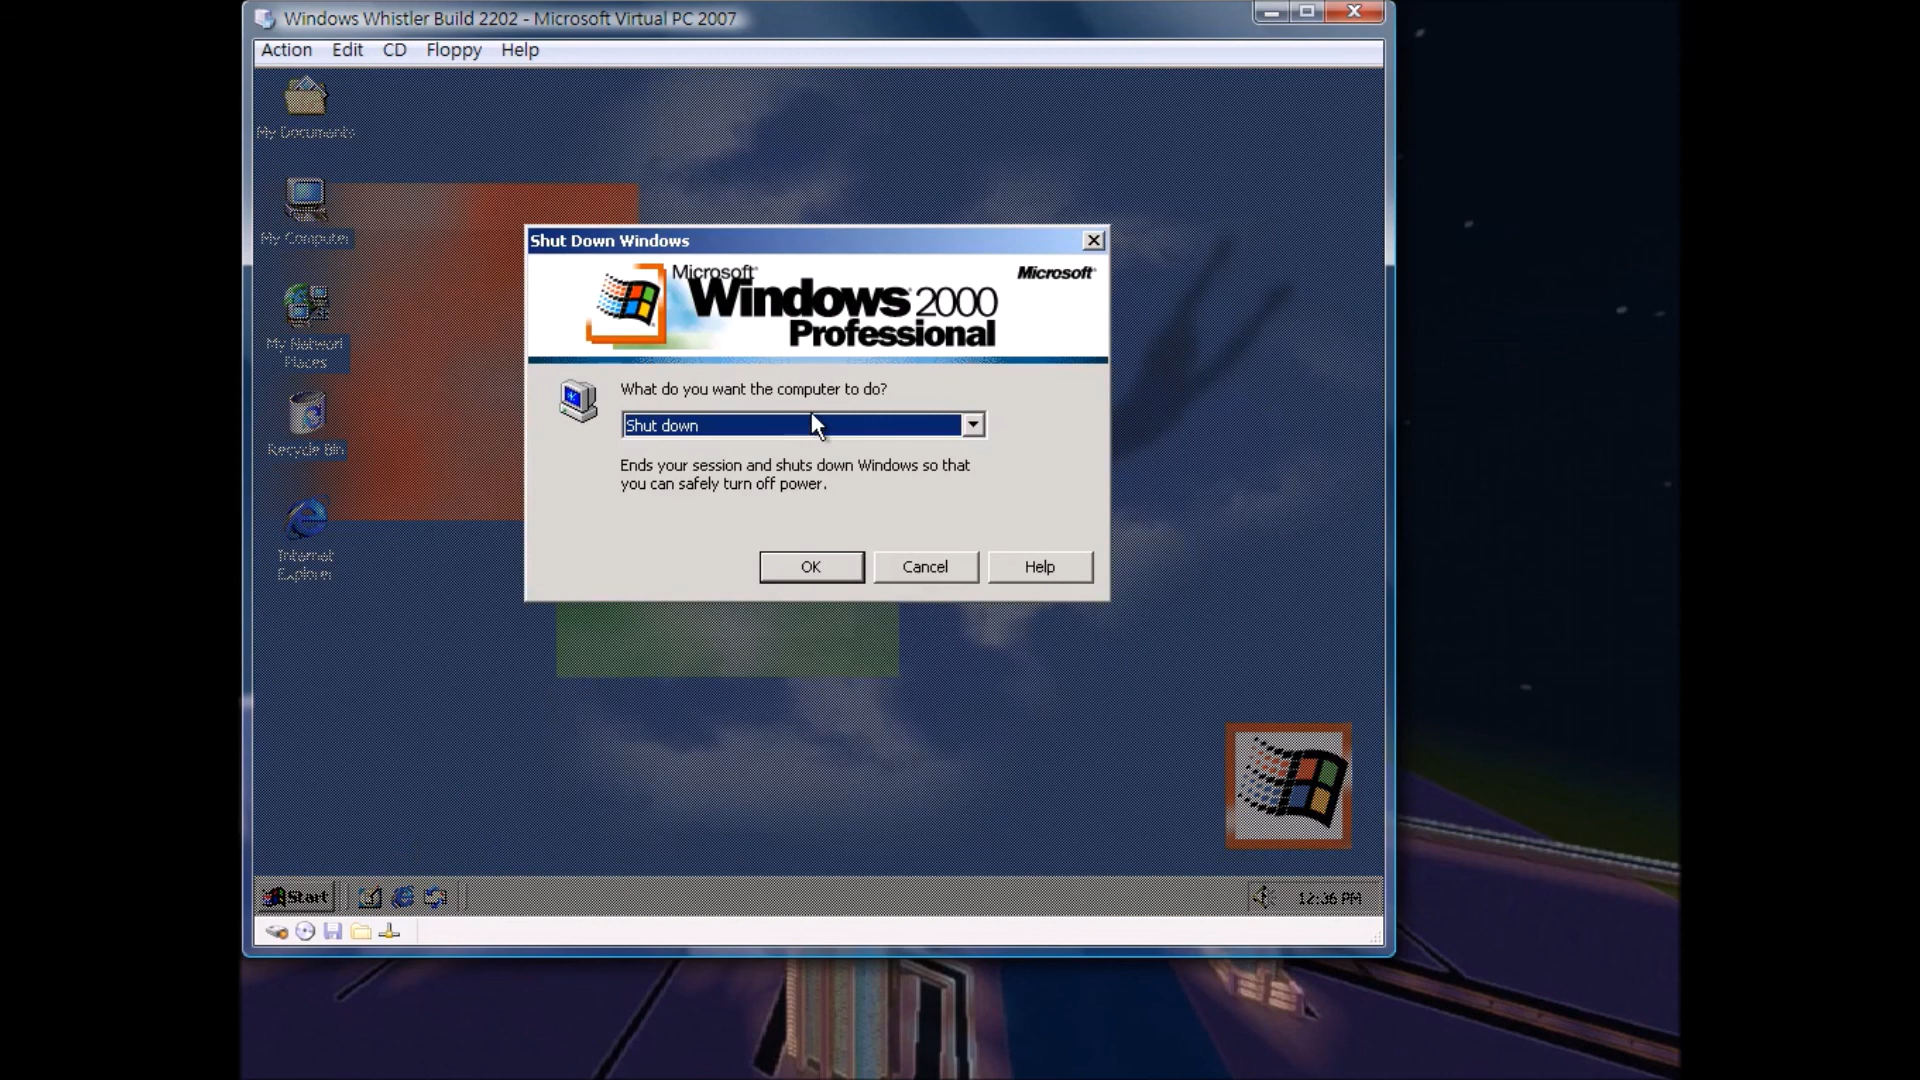 Windows Whistler Build 2202 - Microsoft Virtual PC 2007
Action Edit CD Floppy Help
My Documents
My Computer
My Network
Places
Recycle Bin
Internet
Explorer
Shut Down Windows
Microsoft
Microsoft
Windows 2000
Professional
What do you want the computer to do?
Shut down
Ends your session and shuts down Windows so that
you can safely turn off power.
OK Cancel Help
Start
12:36 PM